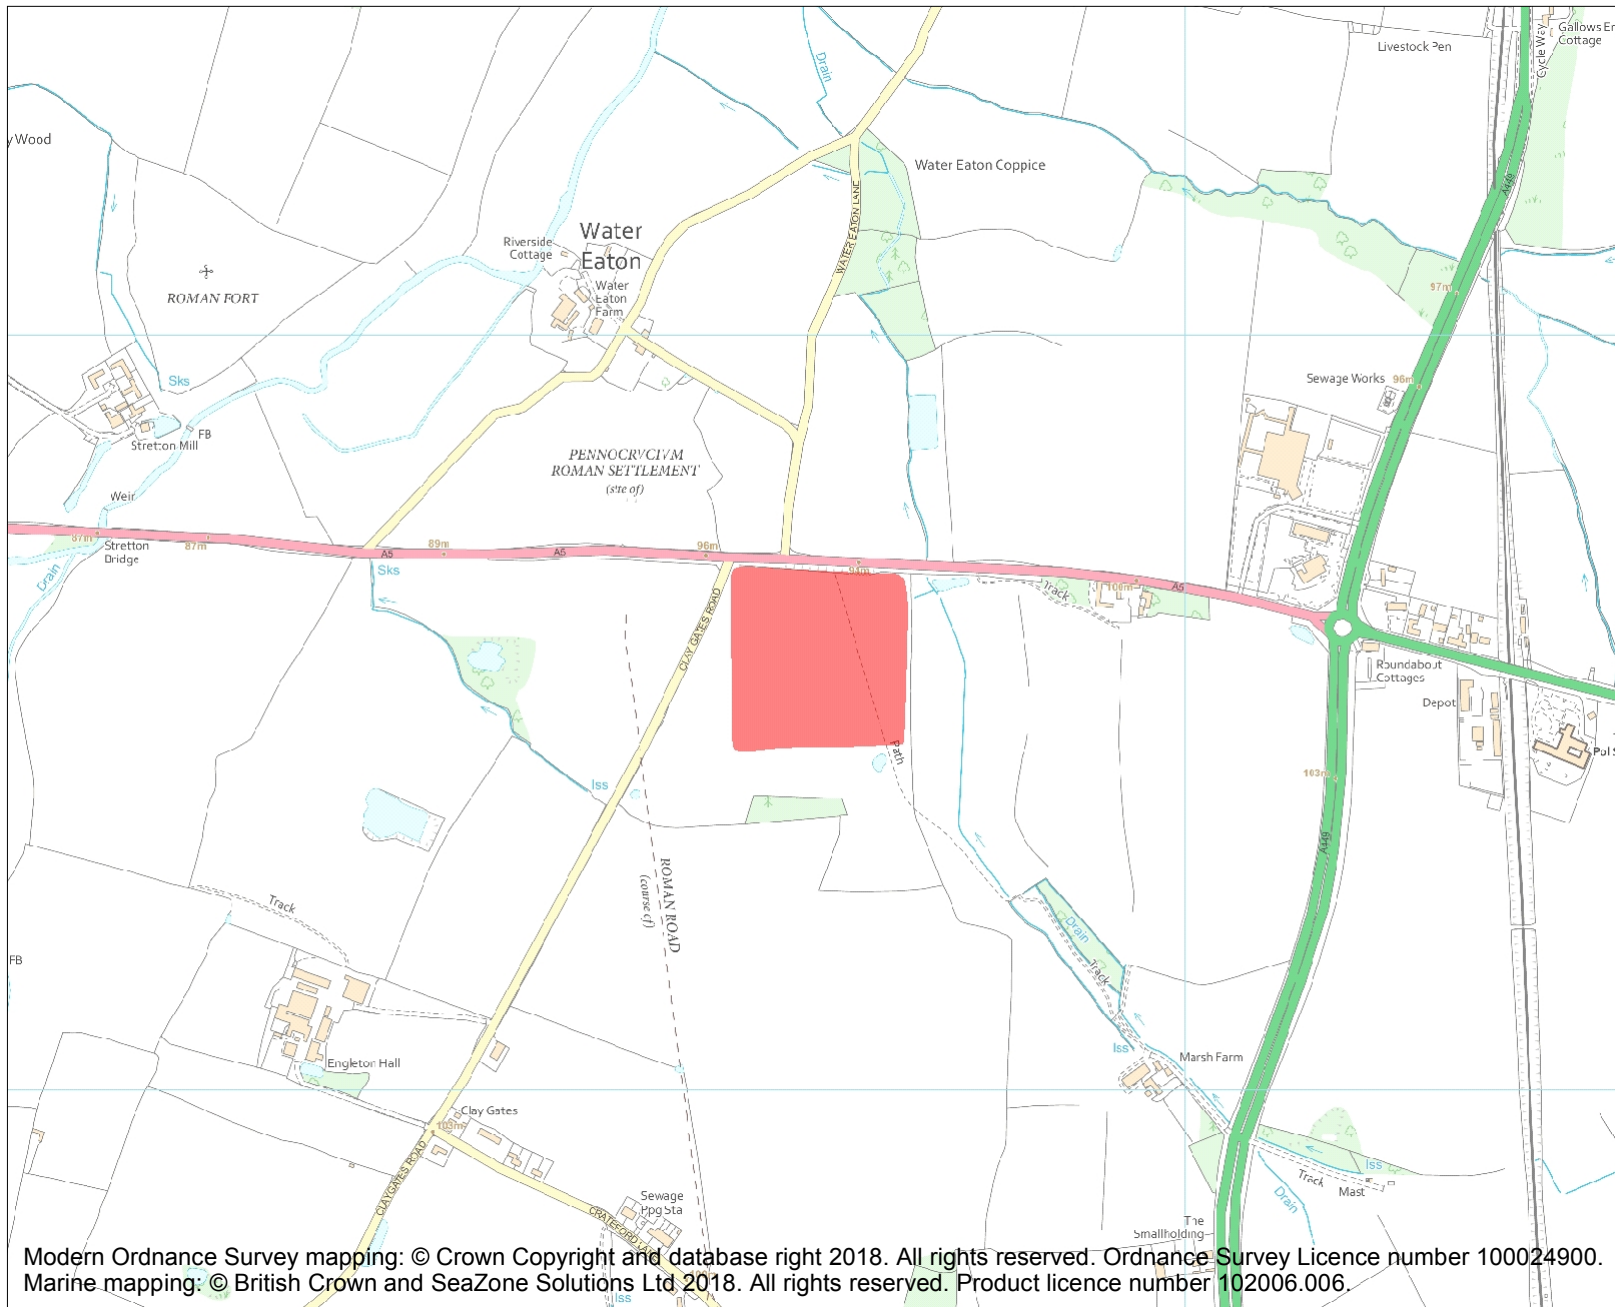 Gallows En
Cottage
Cycle Way
Livestock Pen
Drain
y Wood
Water Eaton Coppice
A449
WATER EATON LANE
Water
Eaton
Riverside
Cottage
Water
Eaton
Farm
ROMAN FORT
97m
Sks
Sewage Works
96m
Stretton Mill
FB
PENNOCRVCIVM
ROMAN SETTLEMENT
(site of)
Weir
87m
Stretton
Bridge
87m
A5
89m
A5
96m
94m
Drain
Sks
Track
100m
A5
CLAY GATES ROAD
Roundabout
Cottages
Depot
Pol S
Path
103m
Iss
A449
ROMAN ROAD
(course of)
Track
Drain
Track
FB
Iss
Marsh Farm
Engleton Hall
Clay Gates
103m
CLAYGATES ROAD
Iss
Track
Mast
Drain
Sewage
Ppg Sta
CRATEFORD LANE
The
Smallholding
Modern Ordnance Survey mapping: © Crown Copyright and database right 2018. All rights reserved. Ordnance Survey Licence number 100024900.
Marine mapping: © British Crown and SeaZone Solutions Ltd 2018. All rights reserved. Product licence number 102006.006.
Iss